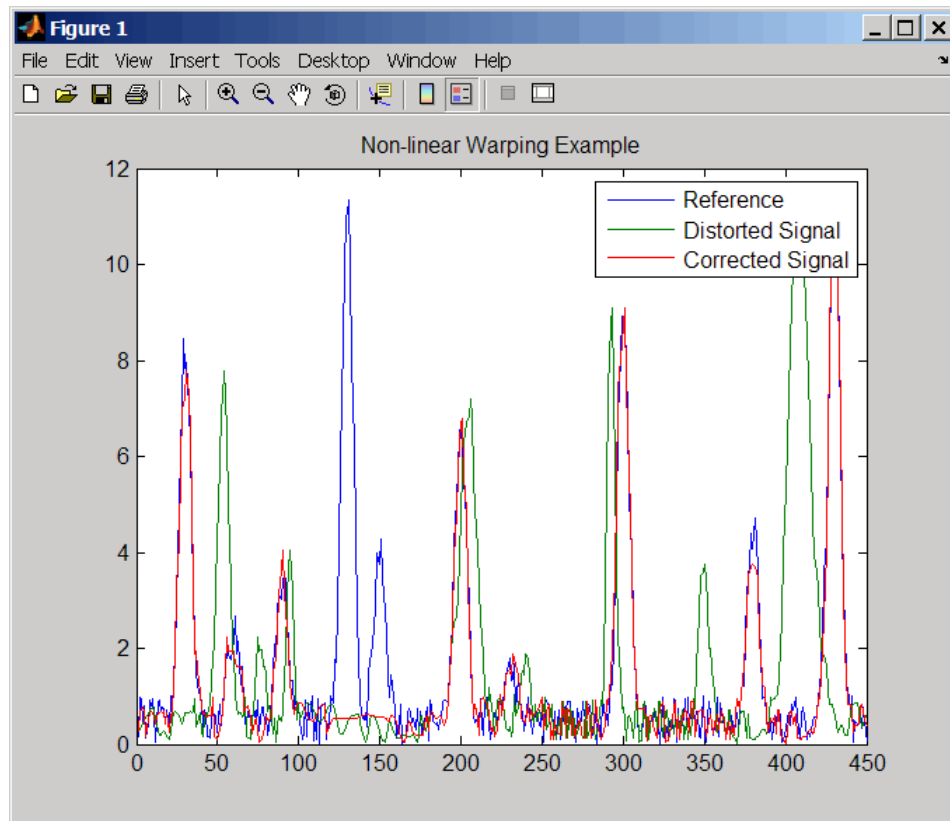 Figure 1
File Edit View Insert Tools Desktop Window Help
Non-linear Warping Example
12
10
8
6
4
2
0
Reference
Distorted Signal
Corrected Signal
0 50 100 150 200 250 300 350 400 450